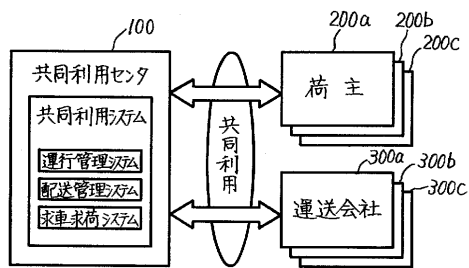 100
共同利用センタ
共同利用システム
運行管理システム
配送管理システム
求車求荷システム
共同利用
200a
200b
200c
荷主
300a
300b
300c
運送会社